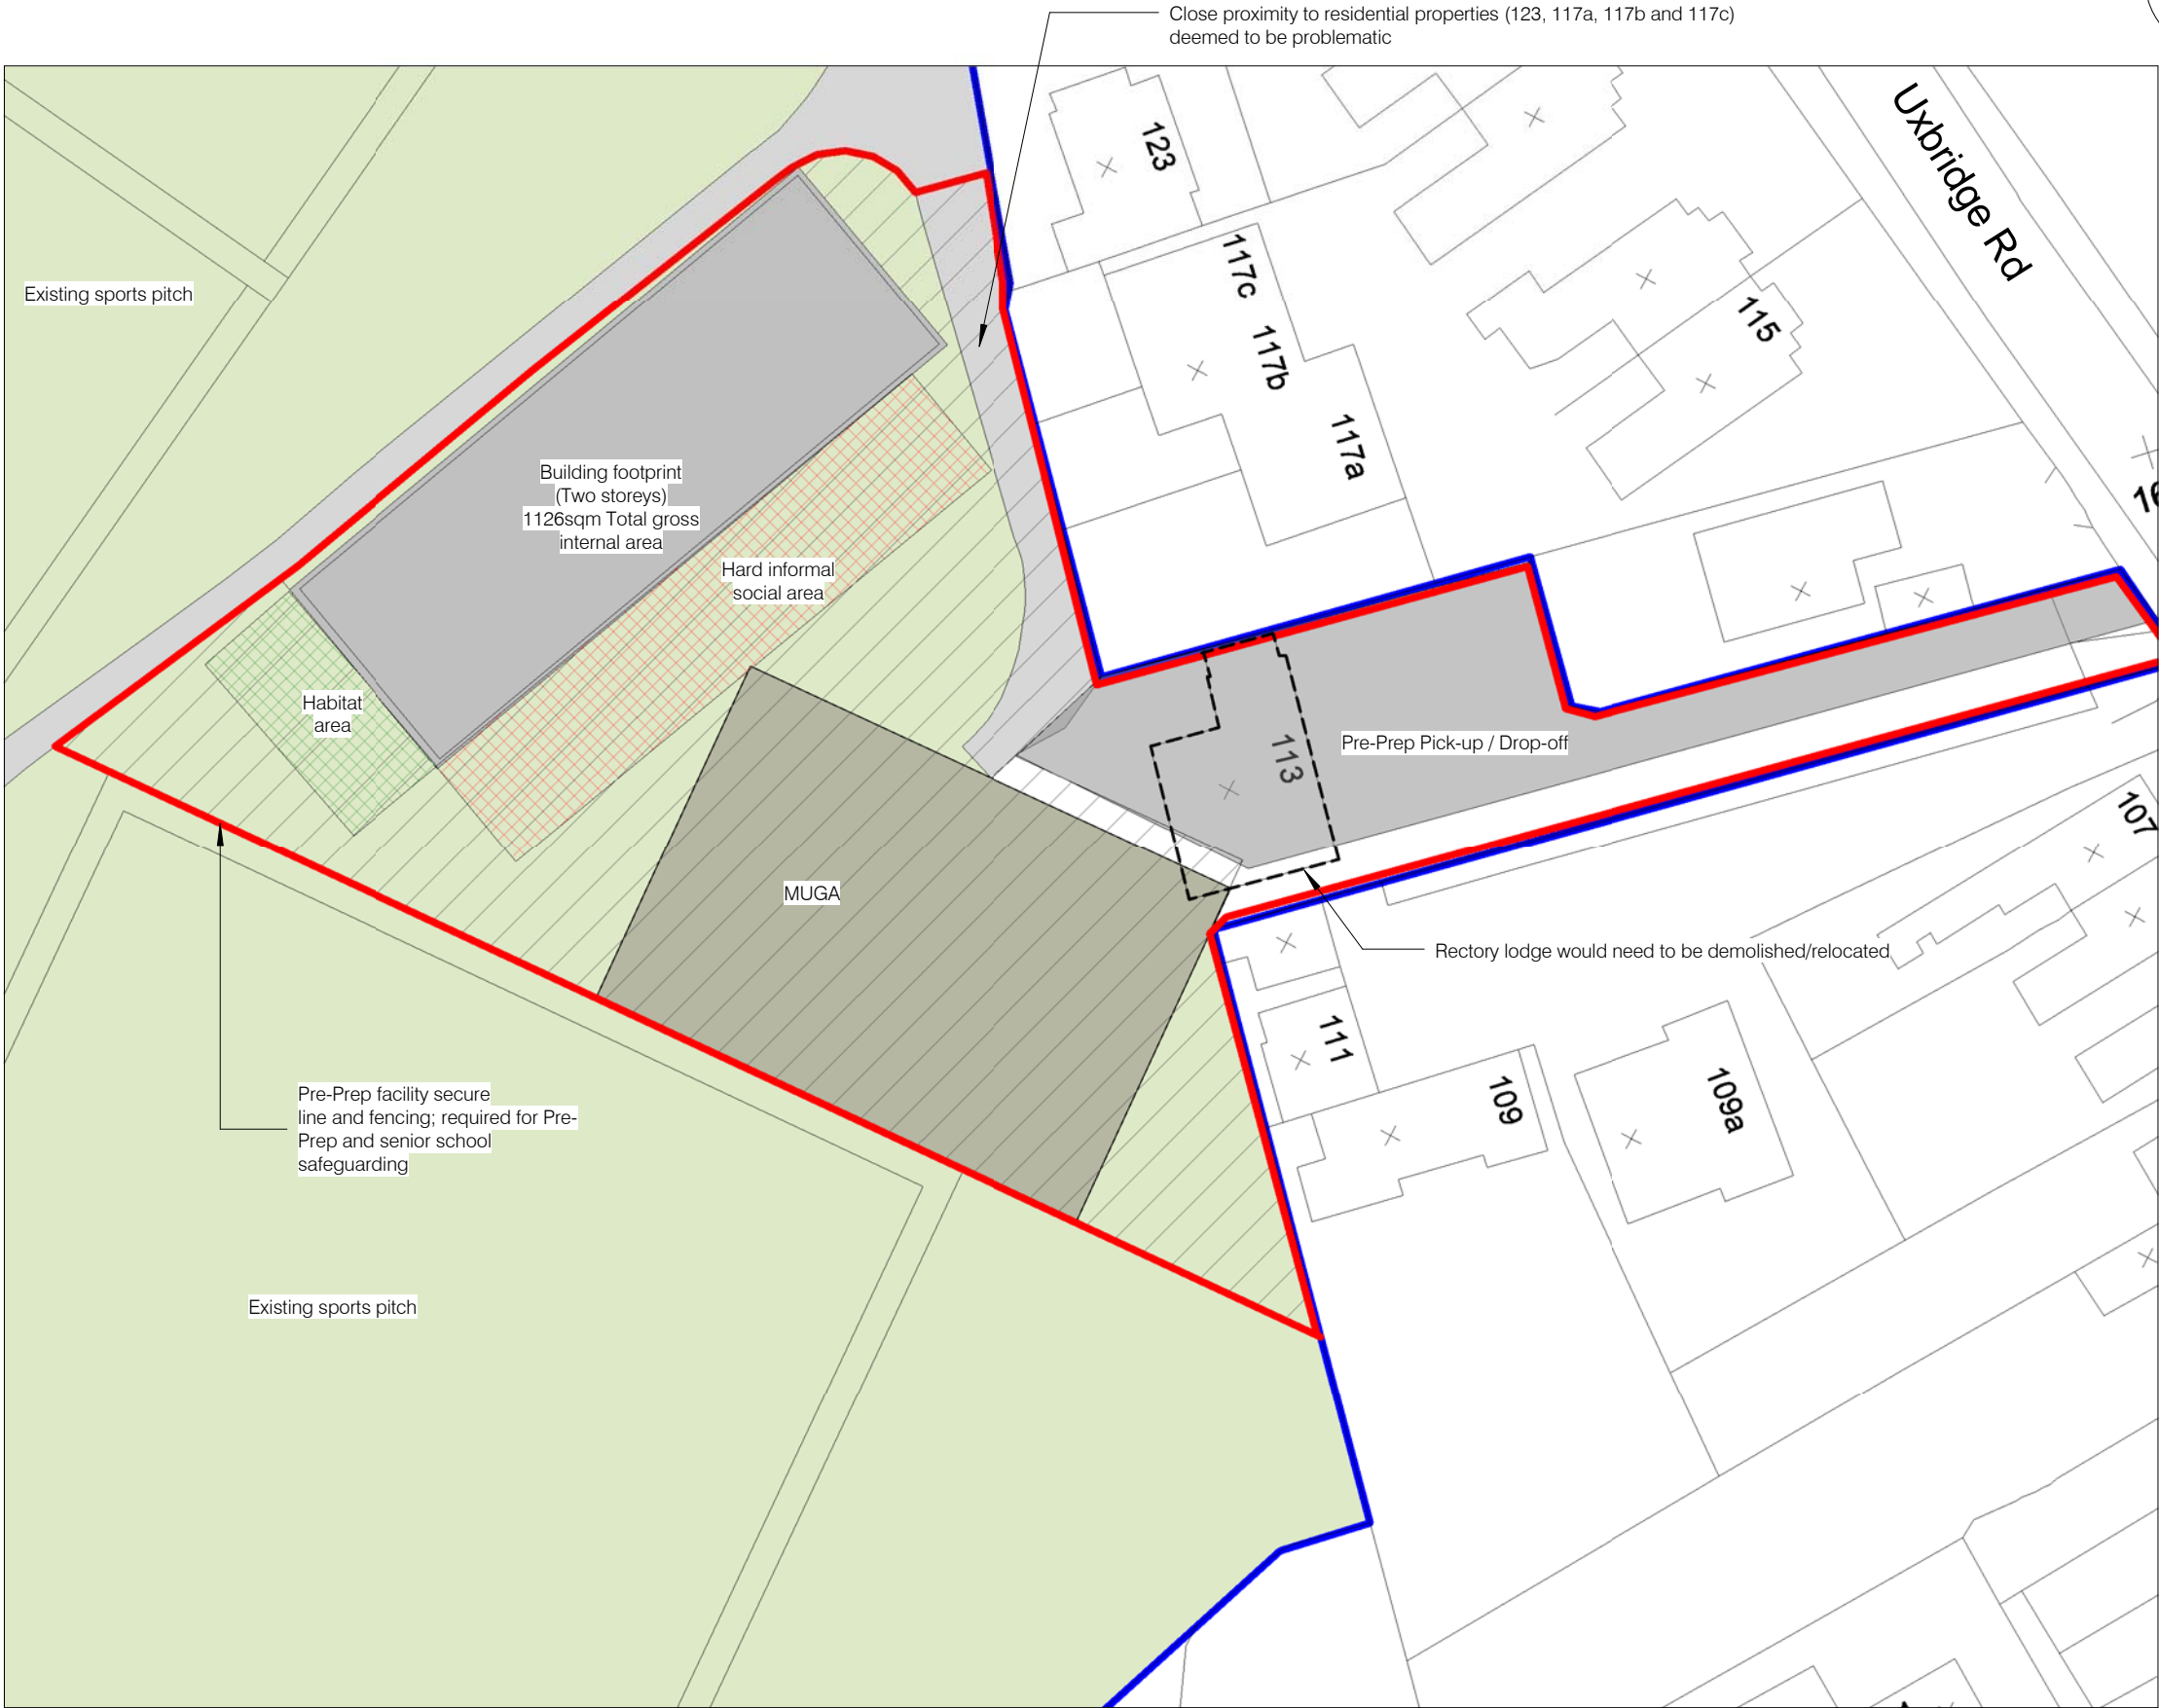 Close proximity to residential properties (123, 117a, 117b and 117c)
deemed to be problematic
Uxbridge Rd
123
117c
117b
117a
115
Existing sports pitch
Building footprint
(Two storeys)
1126sqm Total gross
internal area
Hard informal
social area
Habitat
area
113
Pre-Prep Pick-up / Drop-off
107
MUGA
Rectory lodge would need to be demolished/relocated
111
109
109a
Pre-Prep facility secure
line and fencing; required for Pre-
Prep and senior school
safeguarding
Existing sports pitch